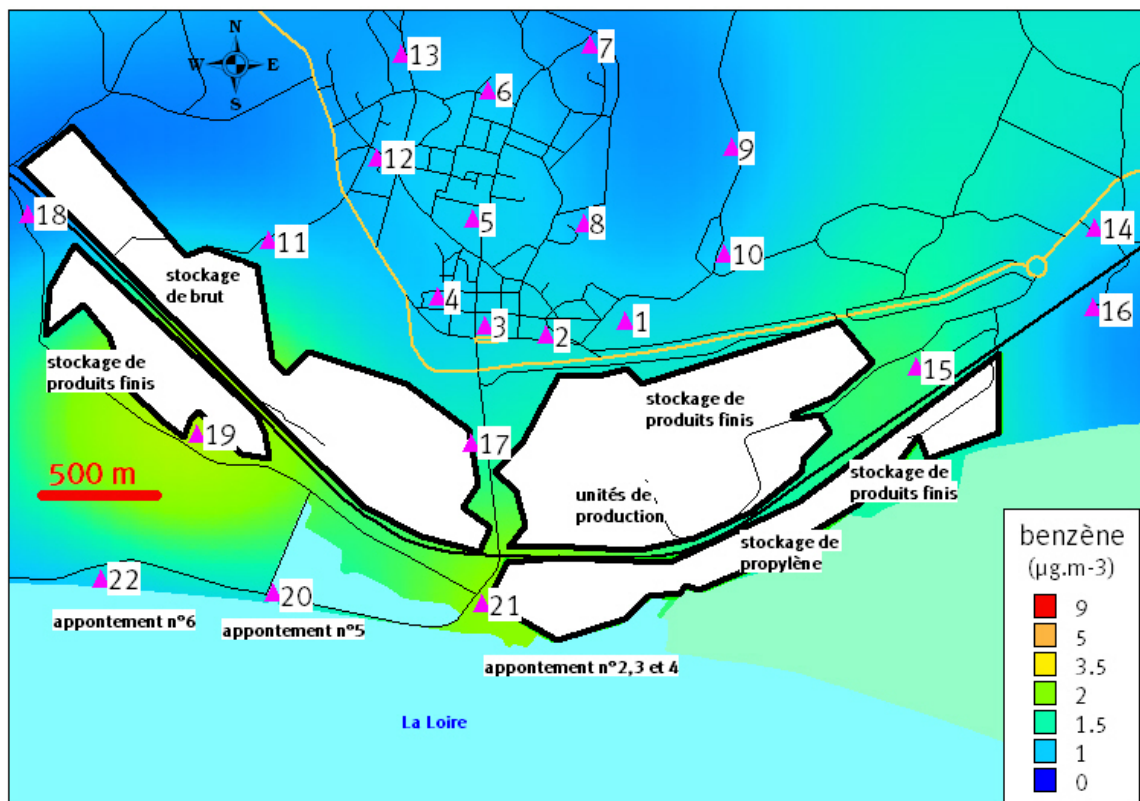 N
W E
S
13
7
6
12
9
18
5
8
14
11
10
stockage
de brut
4
3
2
1
16
stockage de
produits finis
15
stockage de
produits finis
19
17
500 m
stockage de
produits finis
unités de
production
stockage de
propylène
22
20
21
appontement n°6
appontement n°5
appontement n°2,3 et 4
La Loire
benzène
(µg.m-3)
9
5
3.5
2
1.5
1
0